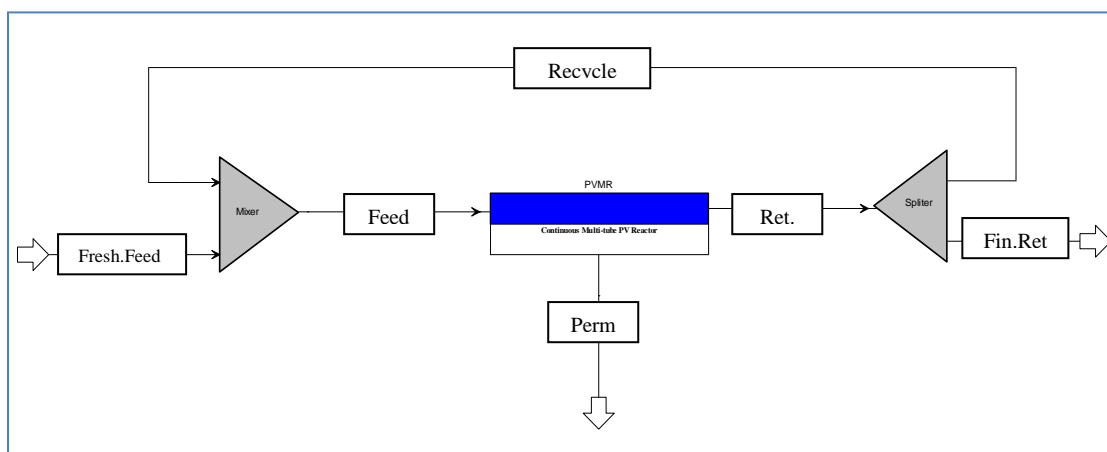 Recvcle
PVMR
Mixer
Feed
Ret.
Spliter
Continuous Multi-tube PV Reactor
Fresh.Feed
Fin.Ret
Perm